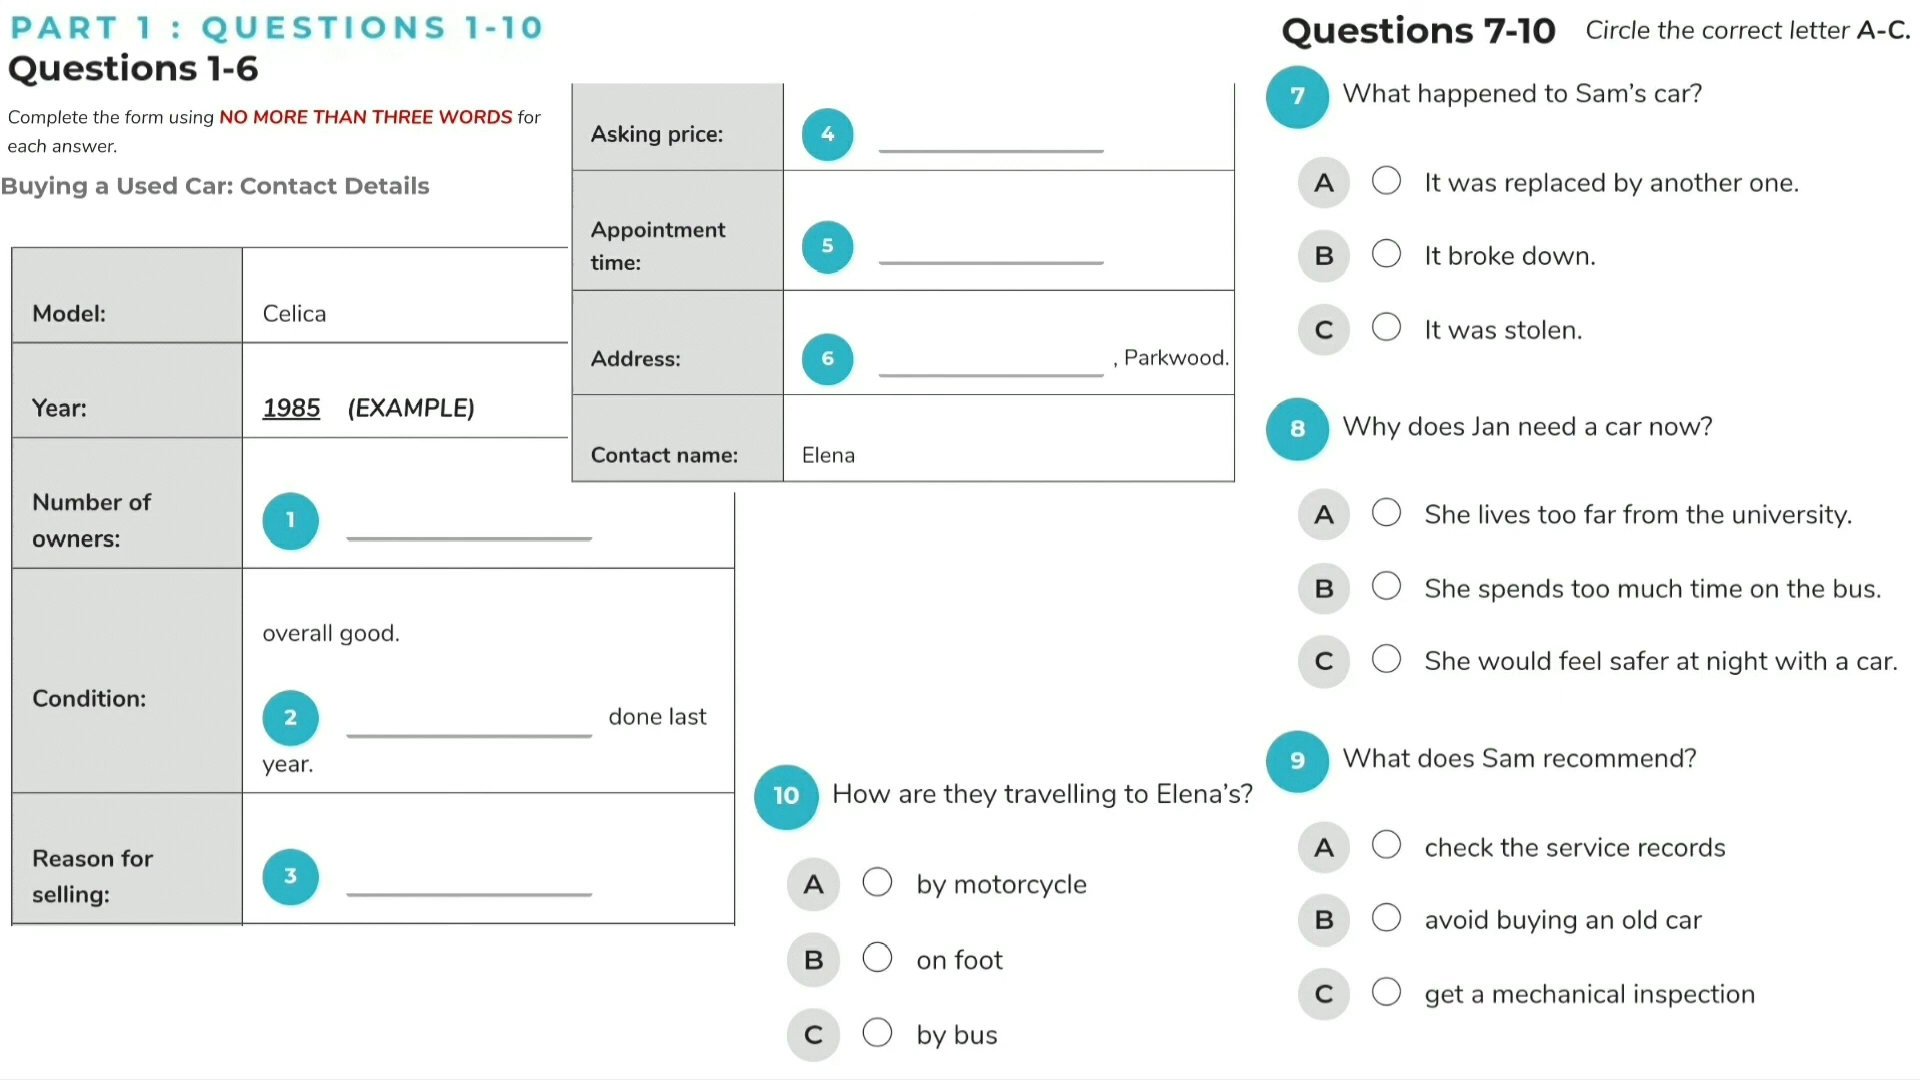 PART 1 : QUESTIONS 1-10
Questions 1-6
Complete the form using NO MORE THAN THREE WORDS for
each answer.
Buying a Used Car: Contact Details
Model: Celica
Year: 1985 (EXAMPLE)
Number of
owners:
1
Condition:
overall good.
2 done last
year.
Reason for
selling:
3
Asking price: 4
Appointment
time:
5
Address: 6 , Parkwood.
Contact name: Elena
Questions 7-10 Circle the correct letter A-C.
7 What happened to Sam's car?
A It was replaced by another one.
B It broke down.
C It was stolen.
8 Why does Jan need a car now?
A She lives too far from the university.
B She spends too much time on the bus.
C She would feel safer at night with a car.
9 What does Sam recommend?
A check the service records
B avoid buying an old car
C get a mechanical inspection
10 How are they travelling to Elena's?
A by motorcycle
B on foot
C by bus